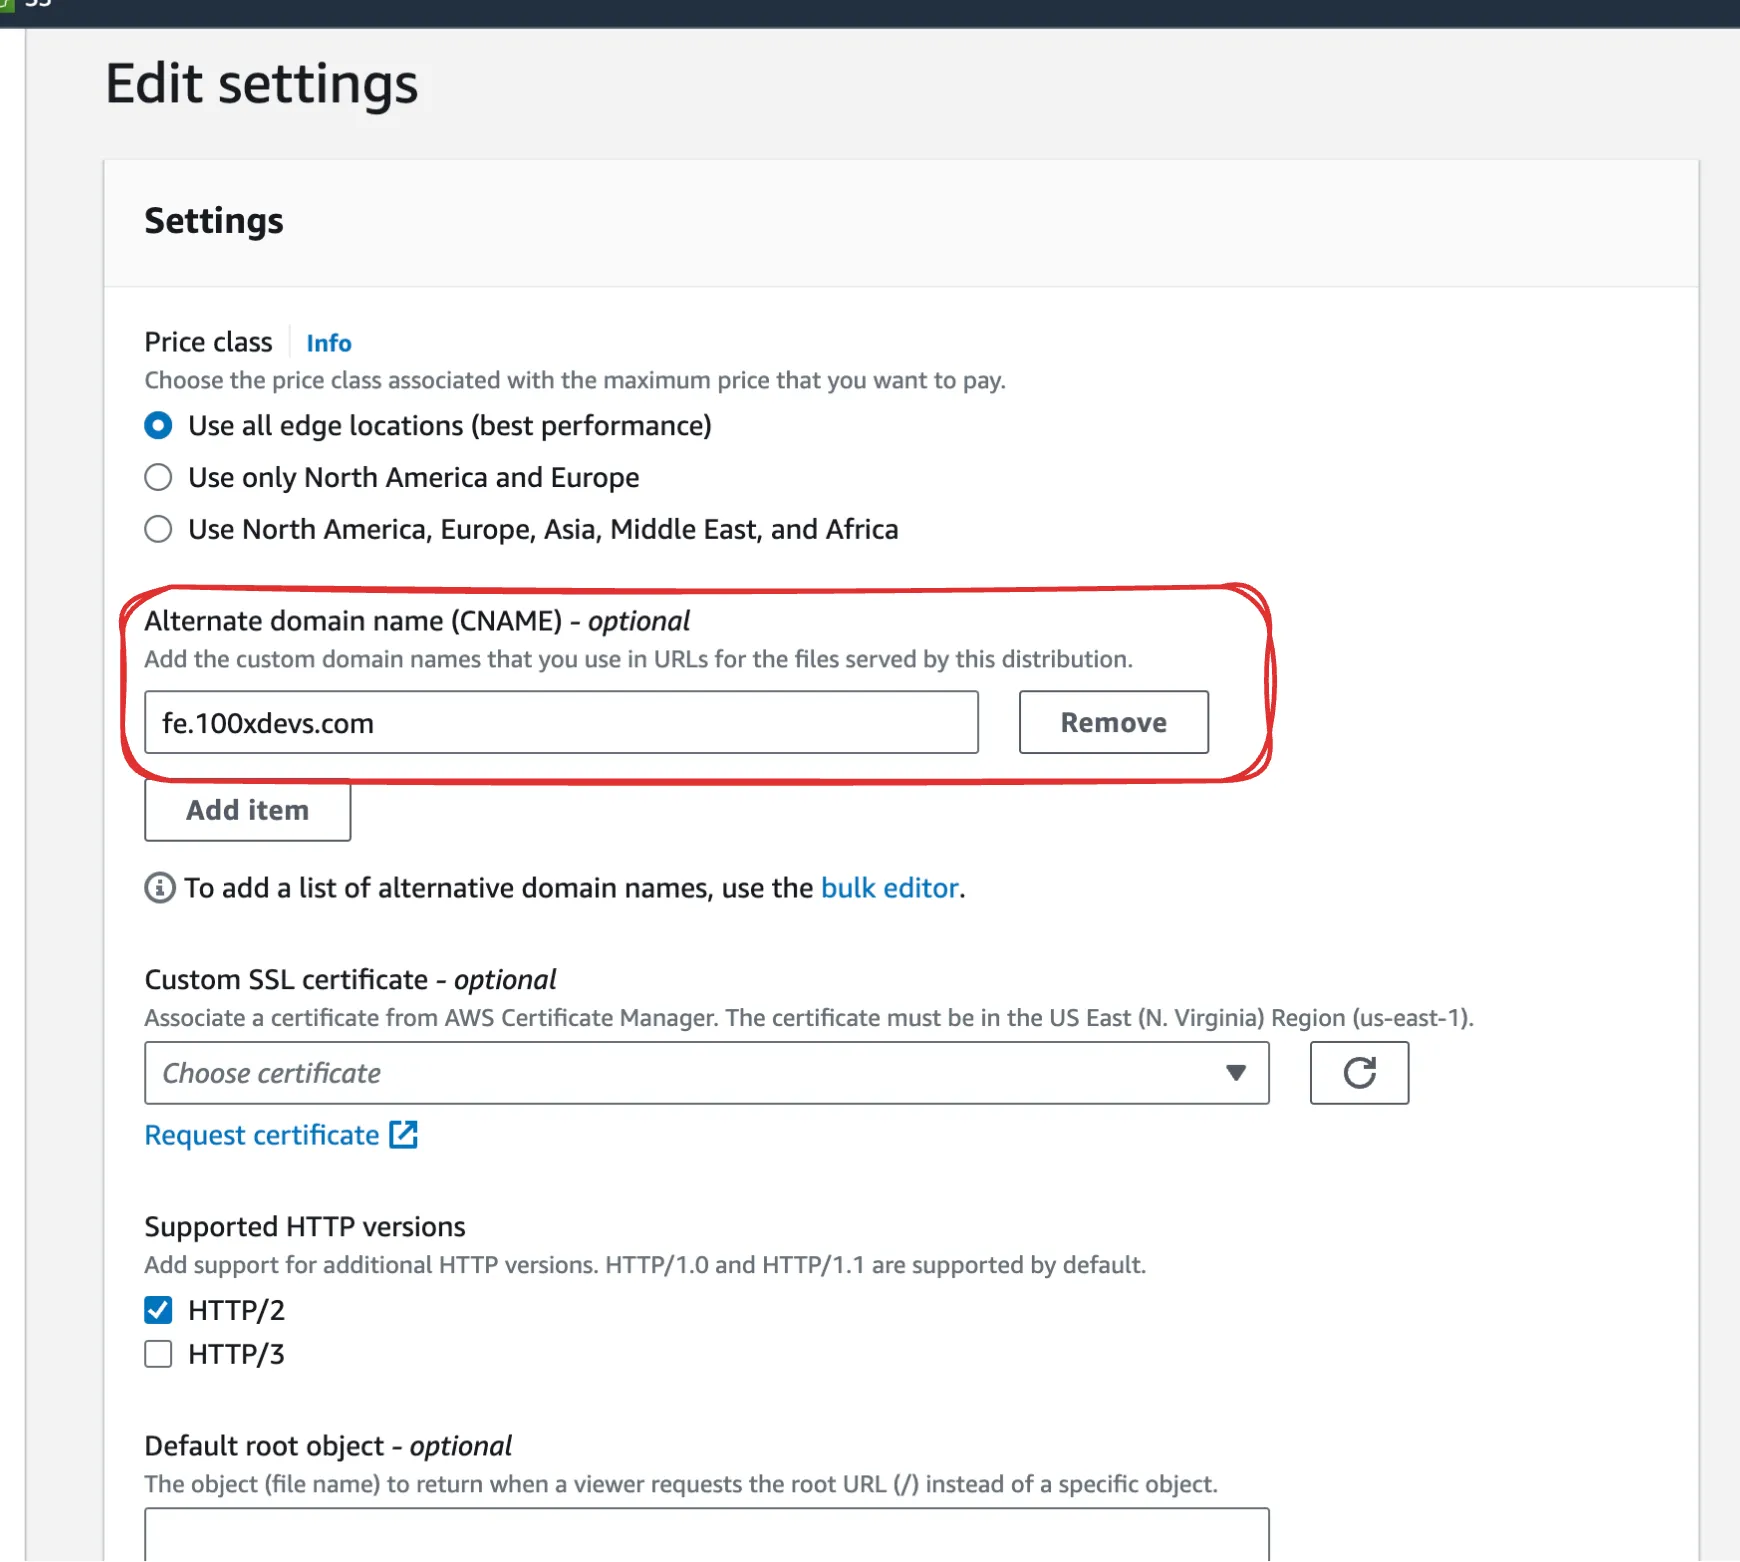 Edit settings
Settings
Price class Info
Choose the price class associated with the maximum price that you want to pay.
Use all edge locations (best performance)
Use only North America and Europe
Use North America, Europe, Asia, Middle East, and Africa
Alternate domain name (CNAME) - optional
Add the custom domain names that you use in URLs for the files served by this distribution.
fe.100xdevs.com Remove
Add item
To add a list of alternative domain names, use the bulk editor.
Custom SSL certificate - optional
Associate a certificate from AWS Certificate Manager. The certificate must be in the US East (N. Virginia) Region (us-east-1).
Choose certificate
Request certificate
Supported HTTP versions
Add support for additional HTTP versions. HTTP/1.0 and HTTP/1.1 are supported by default.
HTTP/2
HTTP/3
Default root object - optional
The object (file name) to return when a viewer requests the root URL (/) instead of a specific object.